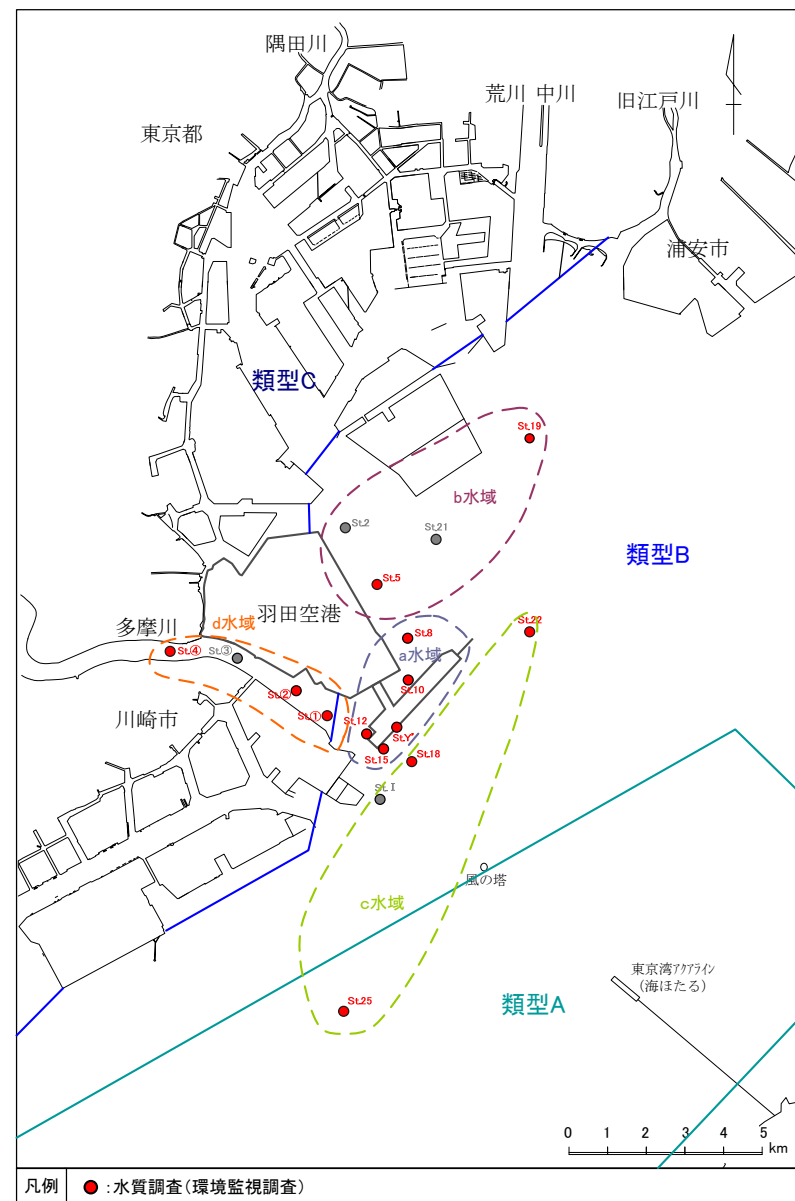 隅田川
荒川 中川
旧江戸川
東京都
浦安市
類型C
St.19
b水域
St.2
St.21
類型B
St.5
羽田空港
多摩川
d水域
St.8
St.22
St.④
St.③
a水域
St.②
St.10
川崎市
St.①
St.12
St.Y'
St.15
St.18
St.I
風の塔
c水域
東京湾アクアライン
(海ほたる)
St.25
類型A
0 1 2 3 4 5
km
凡例
:水質調査(環境監視調査)